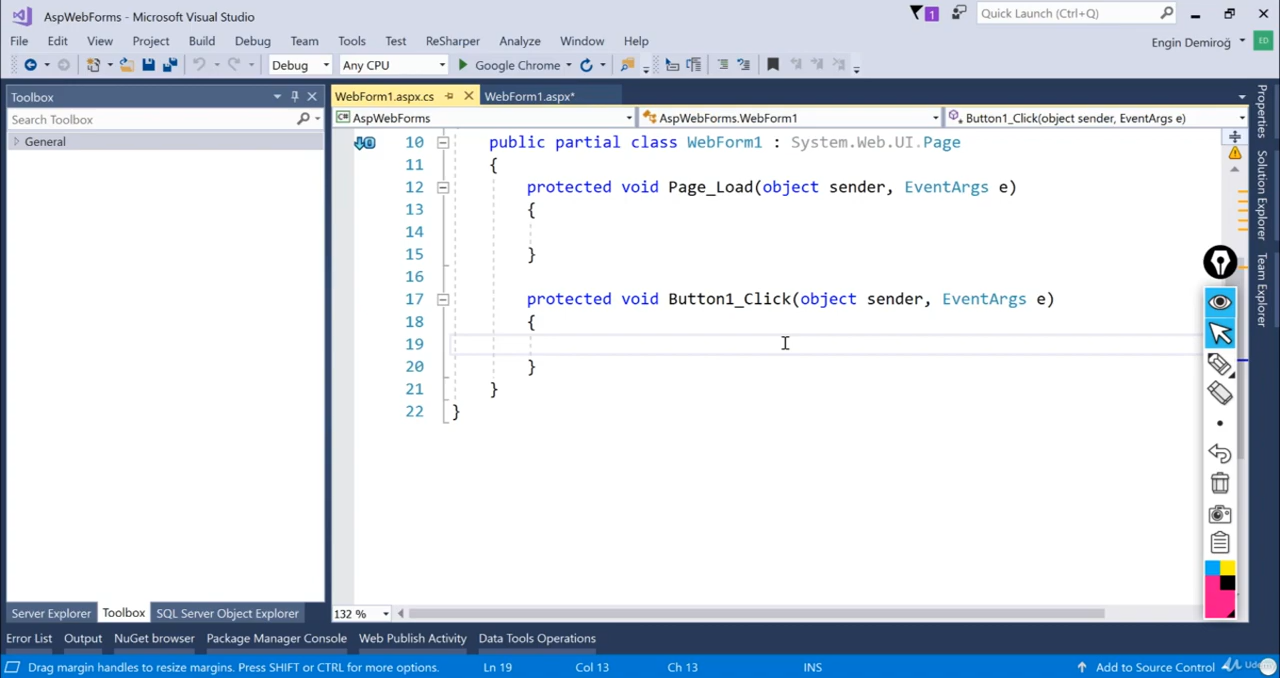 AspWebForms - Microsoft Visual Studio
1
Quick Launch (Ctrl+Q)
File Edit View Project Build Debug Team Tools Test ReSharper Analyze Window Help
Engin Demiroğ ED
Debug Any CPU Google Chrome
Toolbox
WebForm1.aspx.cs WebForm1.aspx*
Search Toolbox
C# AspWebForms AspWebForms.WebForm1 Button1_Click(object sender, EventArgs e)
General
10 public partial class WebForm1 : System.Web.UI.Page
11 {
12 protected void Page_Load(object sender, EventArgs e)
13 {
14
15 }
16
17 protected void Button1_Click(object sender, EventArgs e)
18 {
19
20 }
21 }
22 }
Properties
Solution Explorer
Team Explorer
132 %
Server Explorer Toolbox SQL Server Object Explorer
Error List Output NuGet browser Package Manager Console Web Publish Activity Data Tools Operations
Drag margin handles to resize margins. Press SHIFT or CTRL for more options. Ln 19 Col 13 Ch 13 INS Add to Source Control
Udemy